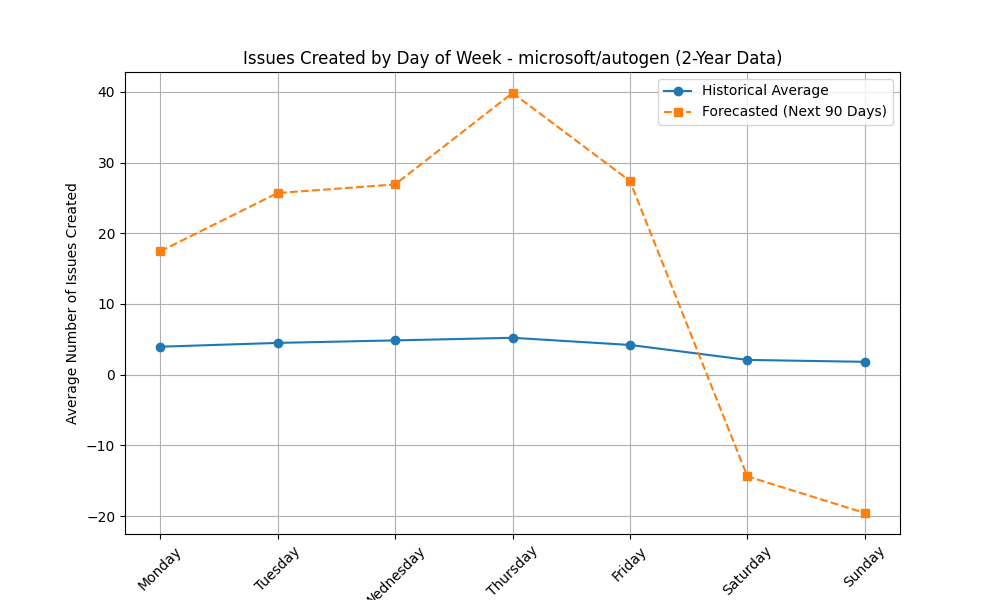 Issues Created by Day of Week - microsoft/autogen (2-Year Data)
Historical Average
Forecasted (Next 90 Days)
Average Number of Issues Created
40
30
20
10
0
−10
−20
Monday
Tuesday
Wednesday
Thursday
Friday
Saturday
Sunday